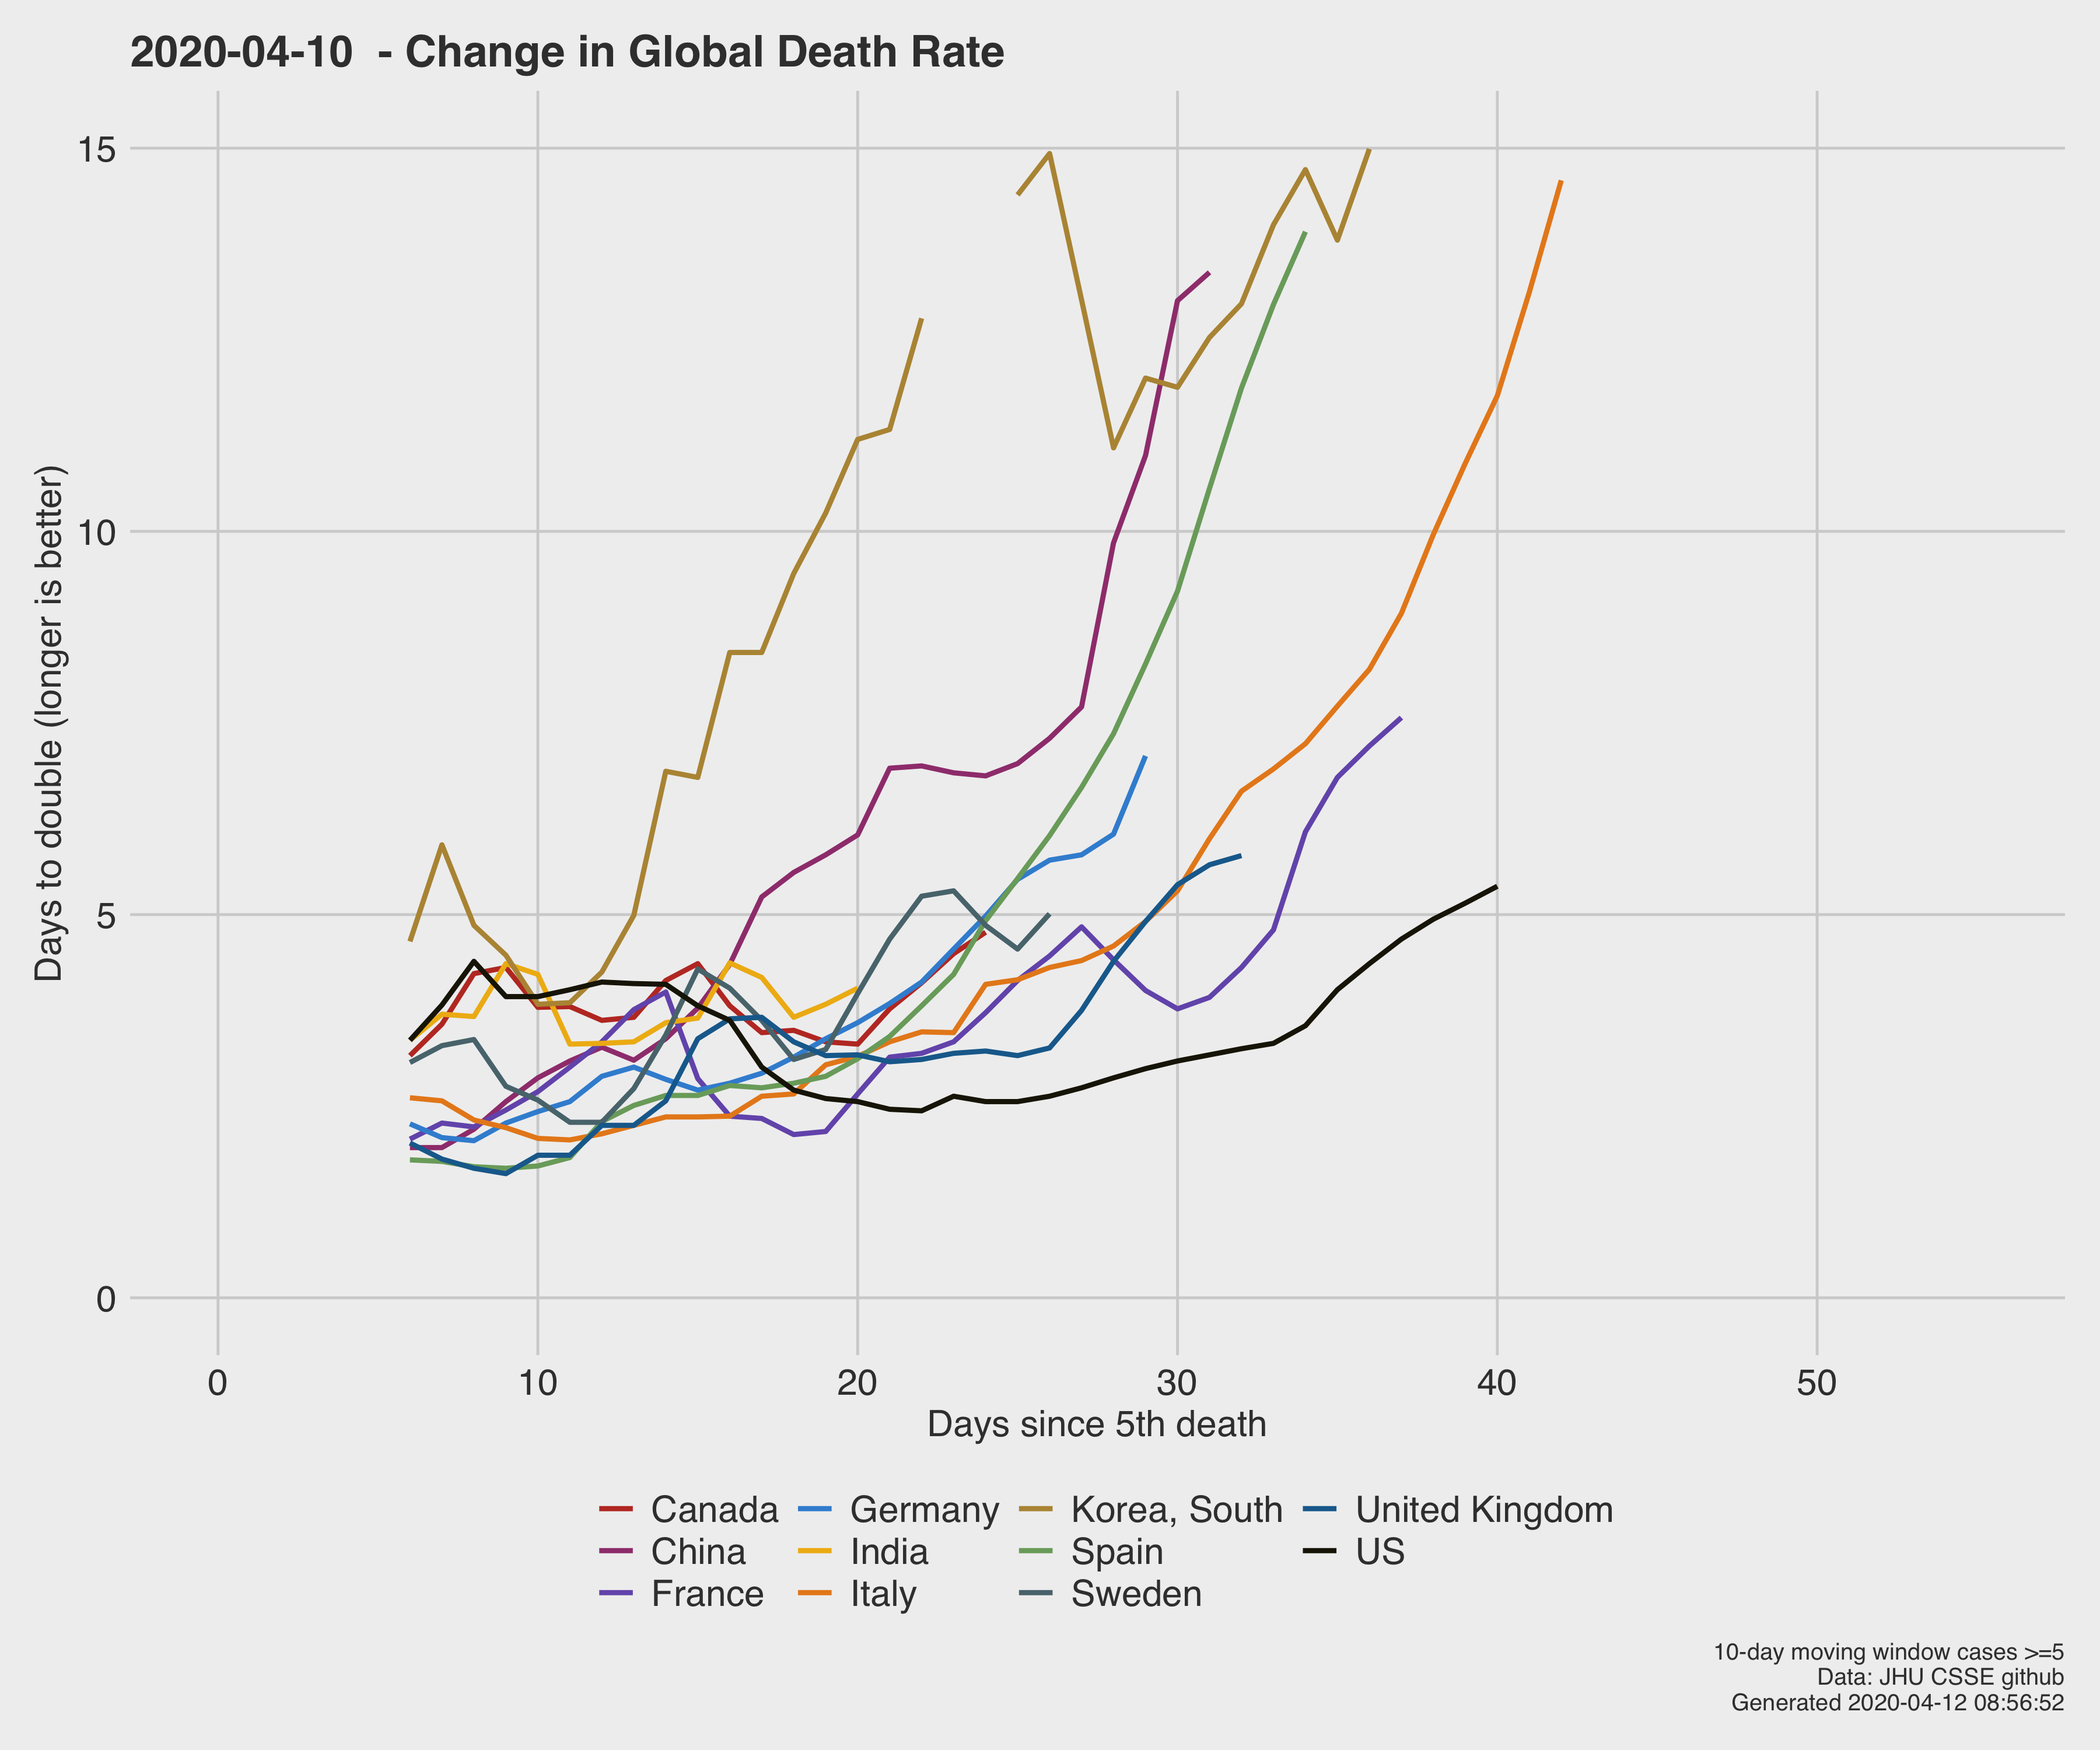 2020-04-10  - Change in Global Death Rate
Days to double (longer is better)
15
10
5
0
0 10 20 30 40 50
Days since 5th death
Canada Germany Korea, South United Kingdom
China India Spain US
France Italy Sweden
10-day moving window cases >=5
Data: JHU CSSE github
Generated 2020-04-12 08:56:52